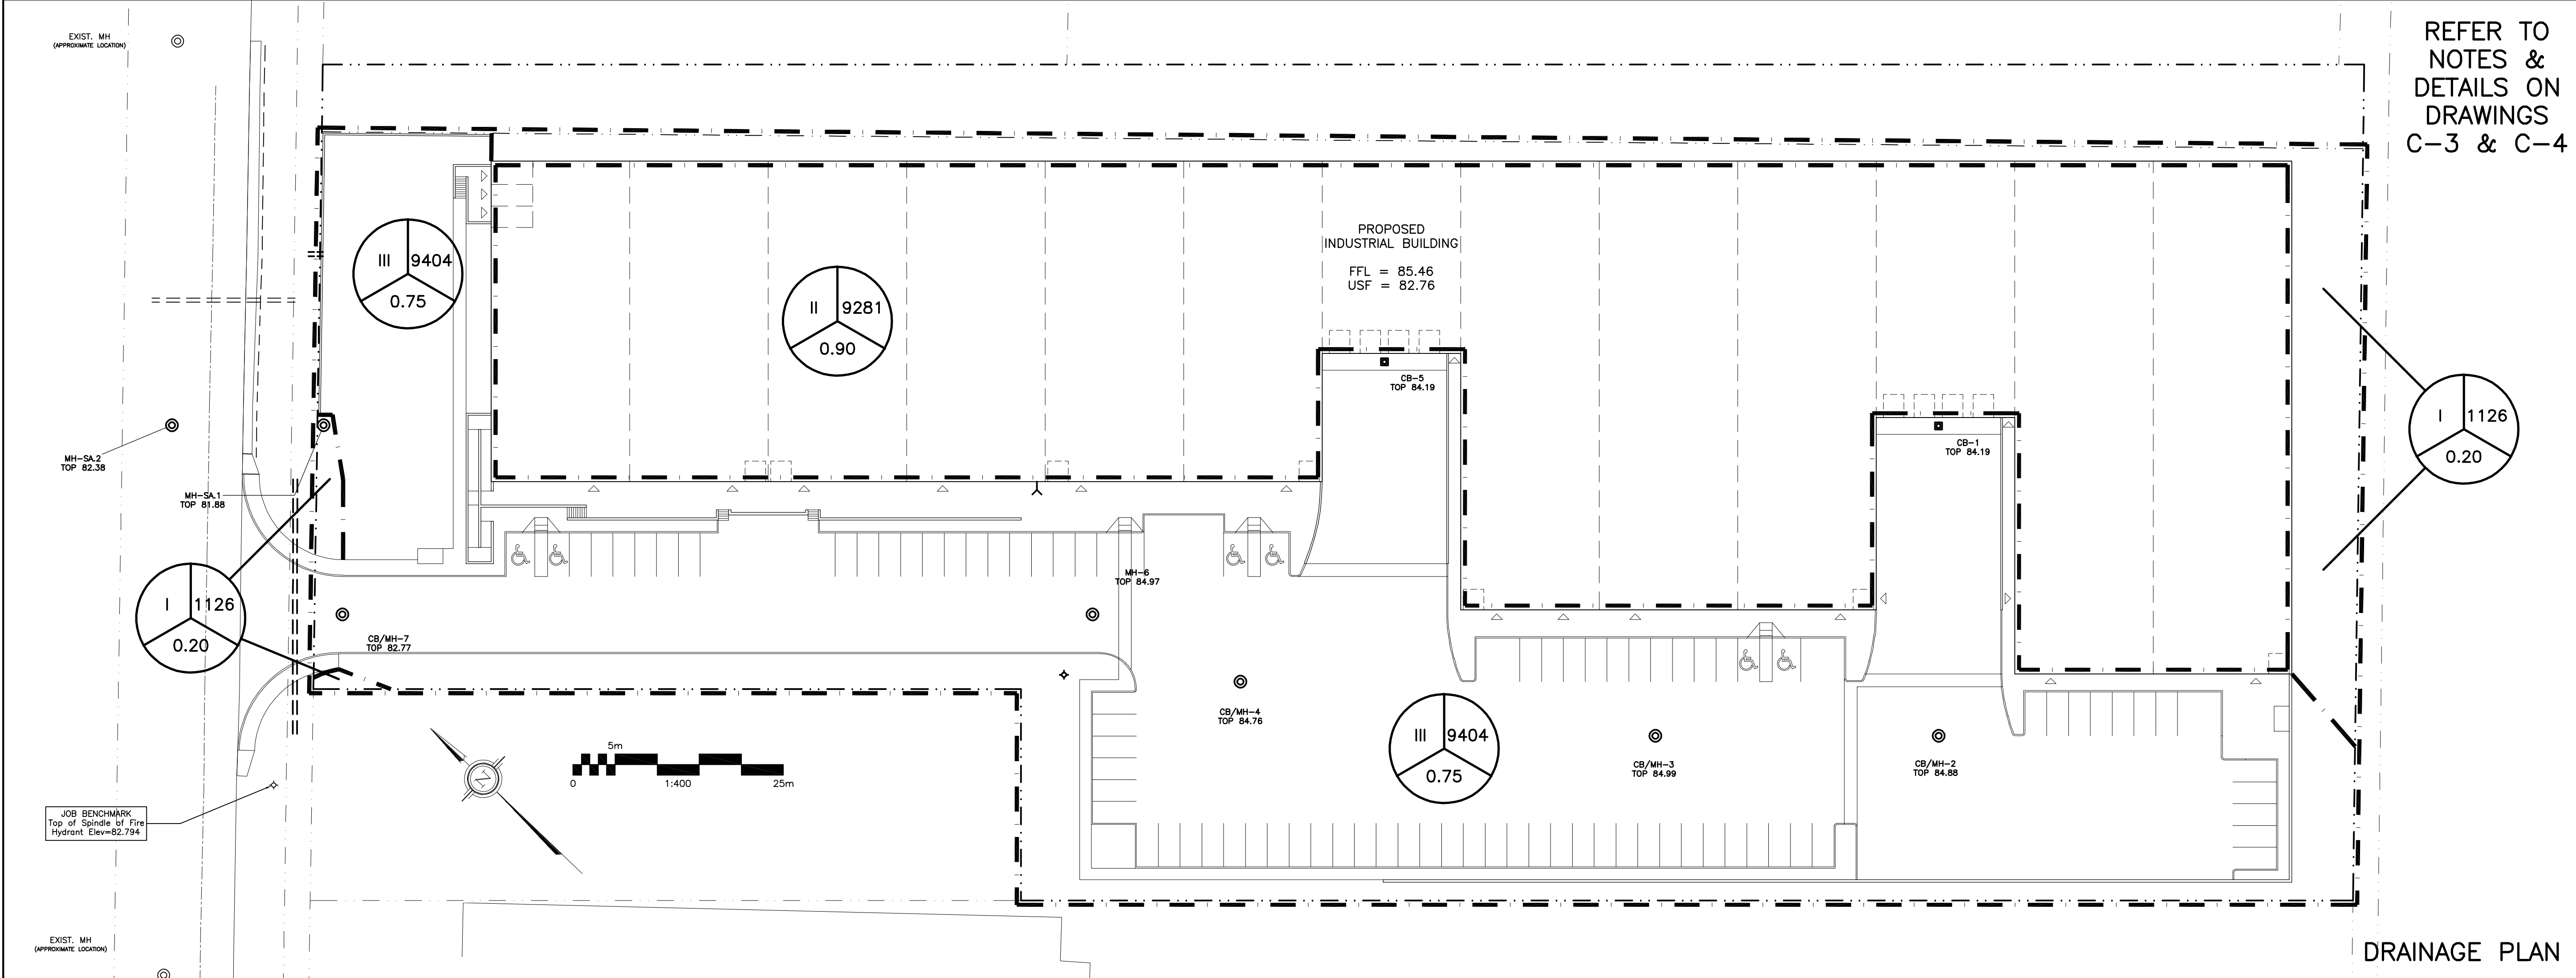 EXIST. MH
(APPROXIMATE LOCATION)
REFER TO
NOTES &
DETAILS ON
DRAWINGS
C-3 & C-4
PROPOSED
INDUSTRIAL BUILDING
FFL = 85.46
USF = 82.76
III 9404
0.75
II 9281
0.90
CB-5
TOP 84.19
CB-1
TOP 84.19
I 1126
0.20
MH-SA.2
TOP 82.38
MH-SA.1
TOP 81.88
MH-6
TOP 84.97
I 1126
0.20
CB/MH-7
TOP 82.77
CB/MH-4
TOP 84.76
III 9404
0.75
CB/MH-3
TOP 84.99
CB/MH-2
TOP 84.88
N
5m
0 1:400 25m
JOB BENCHMARK
Top of Spindle of Fire
Hydrant Elev=82.794
EXIST. MH
(APPROXIMATE LOCATION)
DRAINAGE PLAN